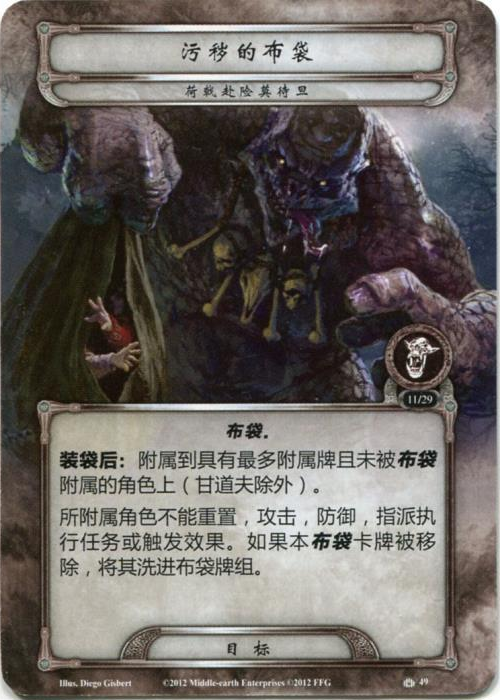 污秽的布袋
荷戟赴险莫待旦
11/29
布袋.
装袋后：附属到具有最多附属牌且未被布袋
附属的角色上（甘道夫除外）。
所附属角色不能重置，攻击，防御，指派执
行任务或触发效果。如果本布袋卡牌被移
除，将其洗进布袋牌组。
目标
Illus. Diego Gisbert ©2012 Middle-earth Enterprises ©2012 FFG 49